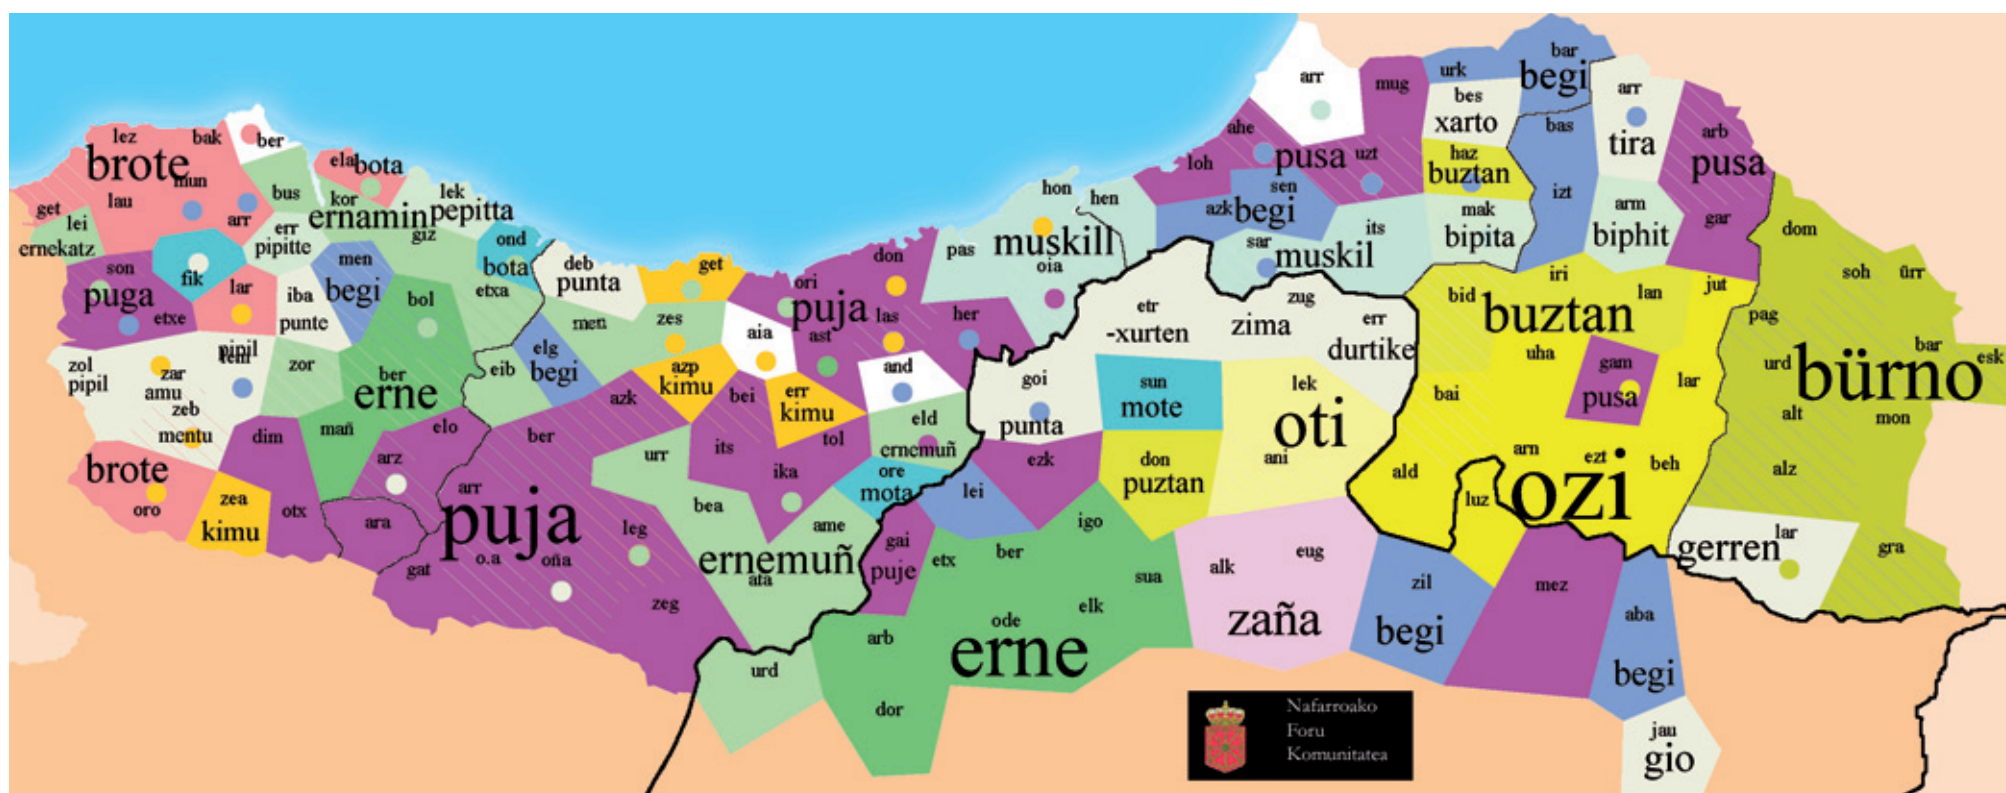 lez
bak
ber
brote
mun
lau
get
arr
lei
ernekatz
bus
ela
bota
kor
lek
ernamin
pepitta
giz
err
pipitte
ond
bota
etxa
son
puga
etxe
fik
lar
men
begi
iba
punte
bol
zol
pipil
pipil
zar
amu
zeb
mentu
zor
ber
erne
mañ
dim
elo
arz
brote
oro
zea
kimu
otx
ara
deb
punta
get
men
zes
elg
begi
eib
azk
azp
kimu
bei
aia
err
kimu
ori
don
puja
ast
las
her
and
eld
ernemuñ
ber
urr
its
ika
tol
ore
mota
arr
puja
leg
bea
ame
ernemuñ
ata
o.a
oña
gat
zeg
urd
pas
hon
hen
muskill
oia
ahe
loh
pusa
uzt
arr
mug
sen
azk
begi
sar
muskil
its
urk
bar
begi
bes
xarto
haz
buztan
mak
bipita
bas
izt
arr
tira
arm
biphit
arb
pusa
gar
etr
-xurten
zug
zima
err
durtike
goi
punta
sun
mote
lek
oti
ani
don
puztan
ezk
lei
gai
puje
etx
ber
igo
sua
elk
ode
erne
arb
dor
alk
eug
zaña
zil
begi
mez
aba
begi
jau
gio
bid
iri
lan
jut
buztan
uha
gam
pusa
lar
bai
arn
ezt
beh
ald
luz
ozi
dom
soh
ürr
pag
urd
bar
esk
bürno
alt
mon
alz
lar
gerren
gra
Nafarroako
Foru
Komunitatea